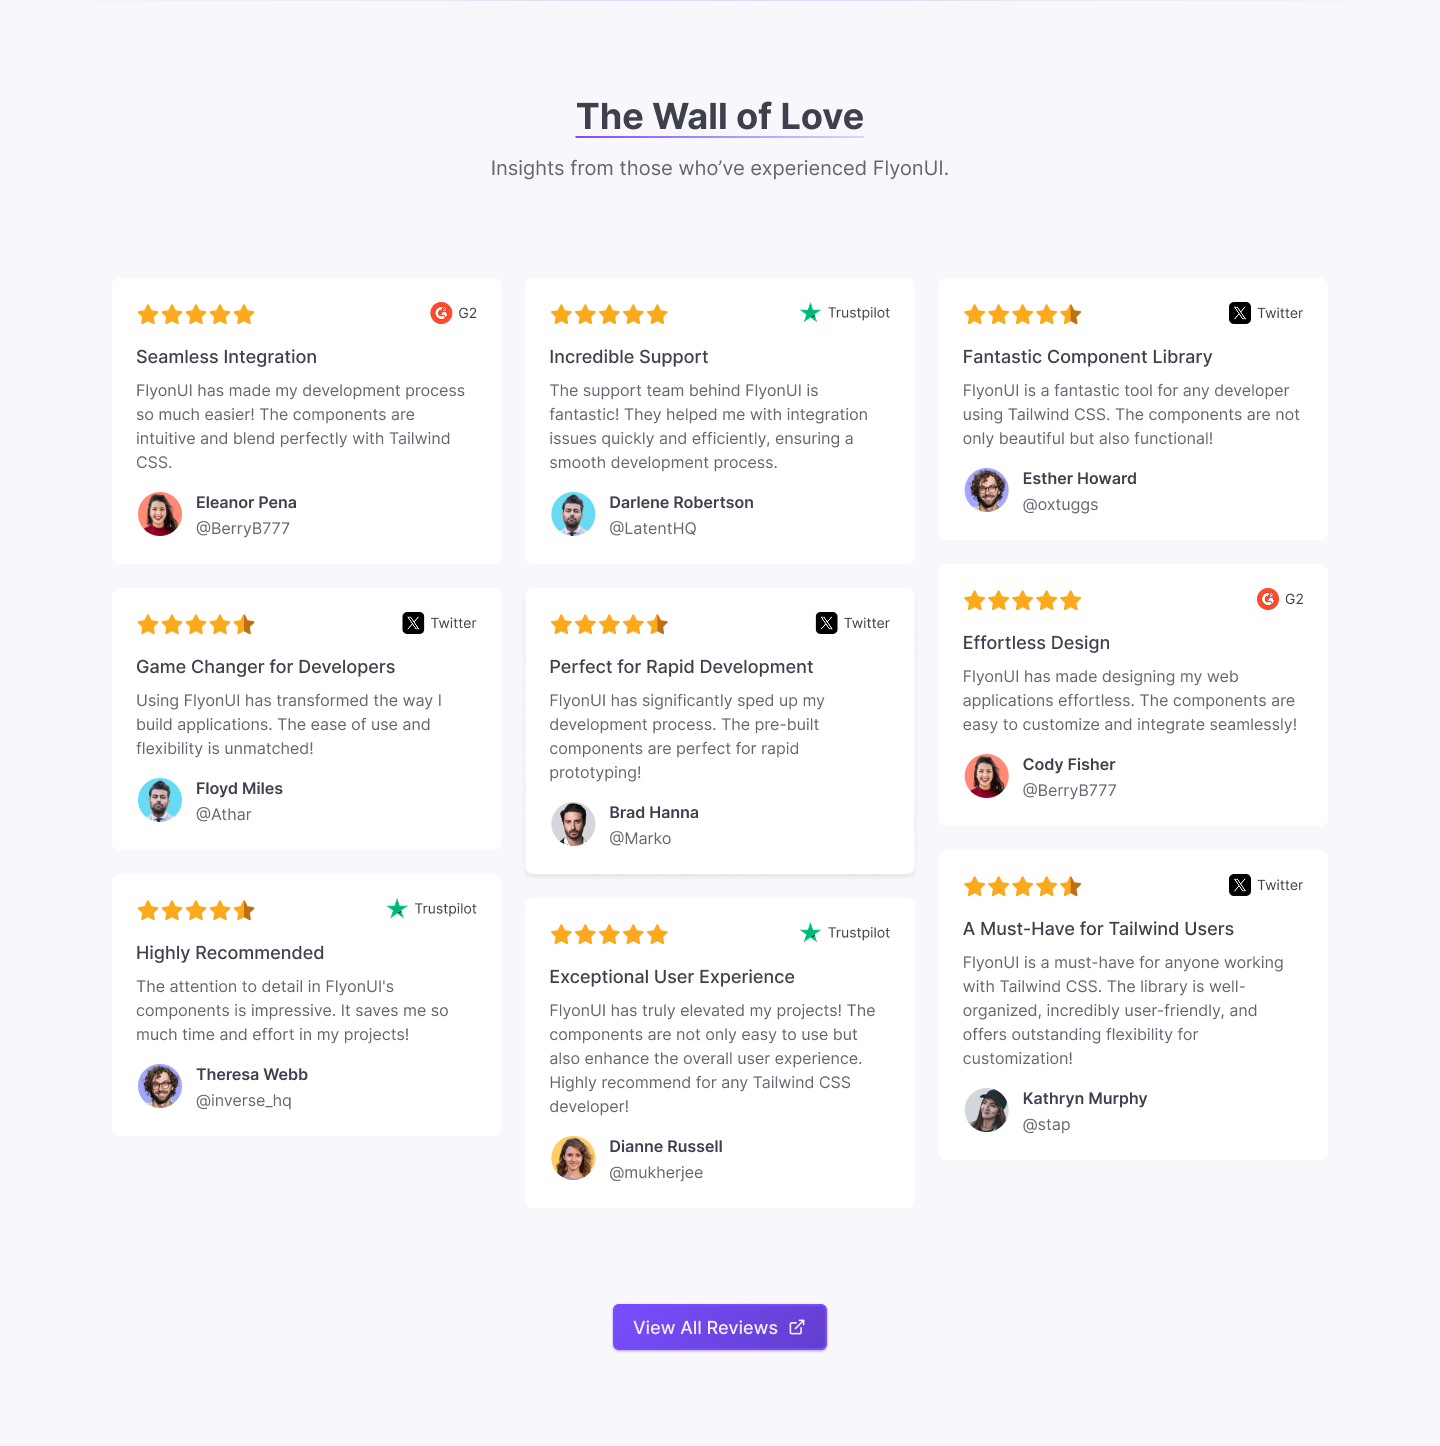 The Wall of Love
Insights from those who’ve experienced FlyonUI.
G2
Seamless Integration
FlyonUI has made my development process
so much easier! The components are
intuitive and blend perfectly with Tailwind
CSS.
Eleanor Pena
@BerryB777
Twitter
Game Changer for Developers
Using FlyonUI has transformed the way I
build applications. The ease of use and
flexibility is unmatched!
Floyd Miles
@Athar
Trustpilot
Highly Recommended
The attention to detail in FlyonUI's
components is impressive. It saves me so
much time and effort in my projects!
Theresa Webb
@inverse_hq
Trustpilot
Incredible Support
The support team behind FlyonUI is
fantastic! They helped me with integration
issues quickly and efficiently, ensuring a
smooth development process.
Darlene Robertson
@LatentHQ
Twitter
Perfect for Rapid Development
FlyonUI has significantly sped up my
development process. The pre-built
components are perfect for rapid
prototyping!
Brad Hanna
@Marko
Trustpilot
Exceptional User Experience
FlyonUI has truly elevated my projects! The
components are not only easy to use but
also enhance the overall user experience.
Highly recommend for any Tailwind CSS
developer!
Dianne Russell
@mukherjee
Twitter
Fantastic Component Library
FlyonUI is a fantastic tool for any developer
using Tailwind CSS. The components are not
only beautiful but also functional!
Esther Howard
@oxtuggs
G2
Effortless Design
FlyonUI has made designing my web
applications effortless. The components are
easy to customize and integrate seamlessly!
Cody Fisher
@BerryB777
Twitter
A Must-Have for Tailwind Users
FlyonUI is a must-have for anyone working
with Tailwind CSS. The library is well-
organized, incredibly user-friendly, and
offers outstanding flexibility for
customization!
Kathryn Murphy
@stap
View All Reviews